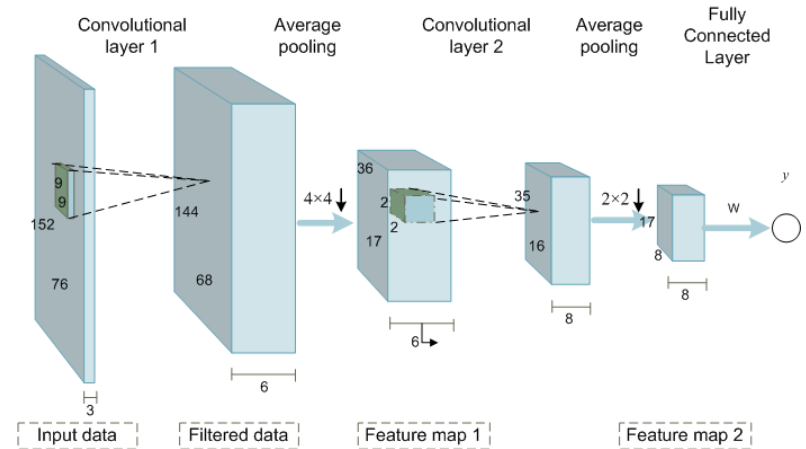 Convolutional
layer 1
Average
pooling
Convolutional
layer 2
Average
pooling
Fully
Connected
Layer
9
9
152
76
3
144
68
6
4×4
36
17
2
2
6
35
16
8
2×2
17
8
8
W
y
Input data
Filtered data
Feature map 1
Feature map 2